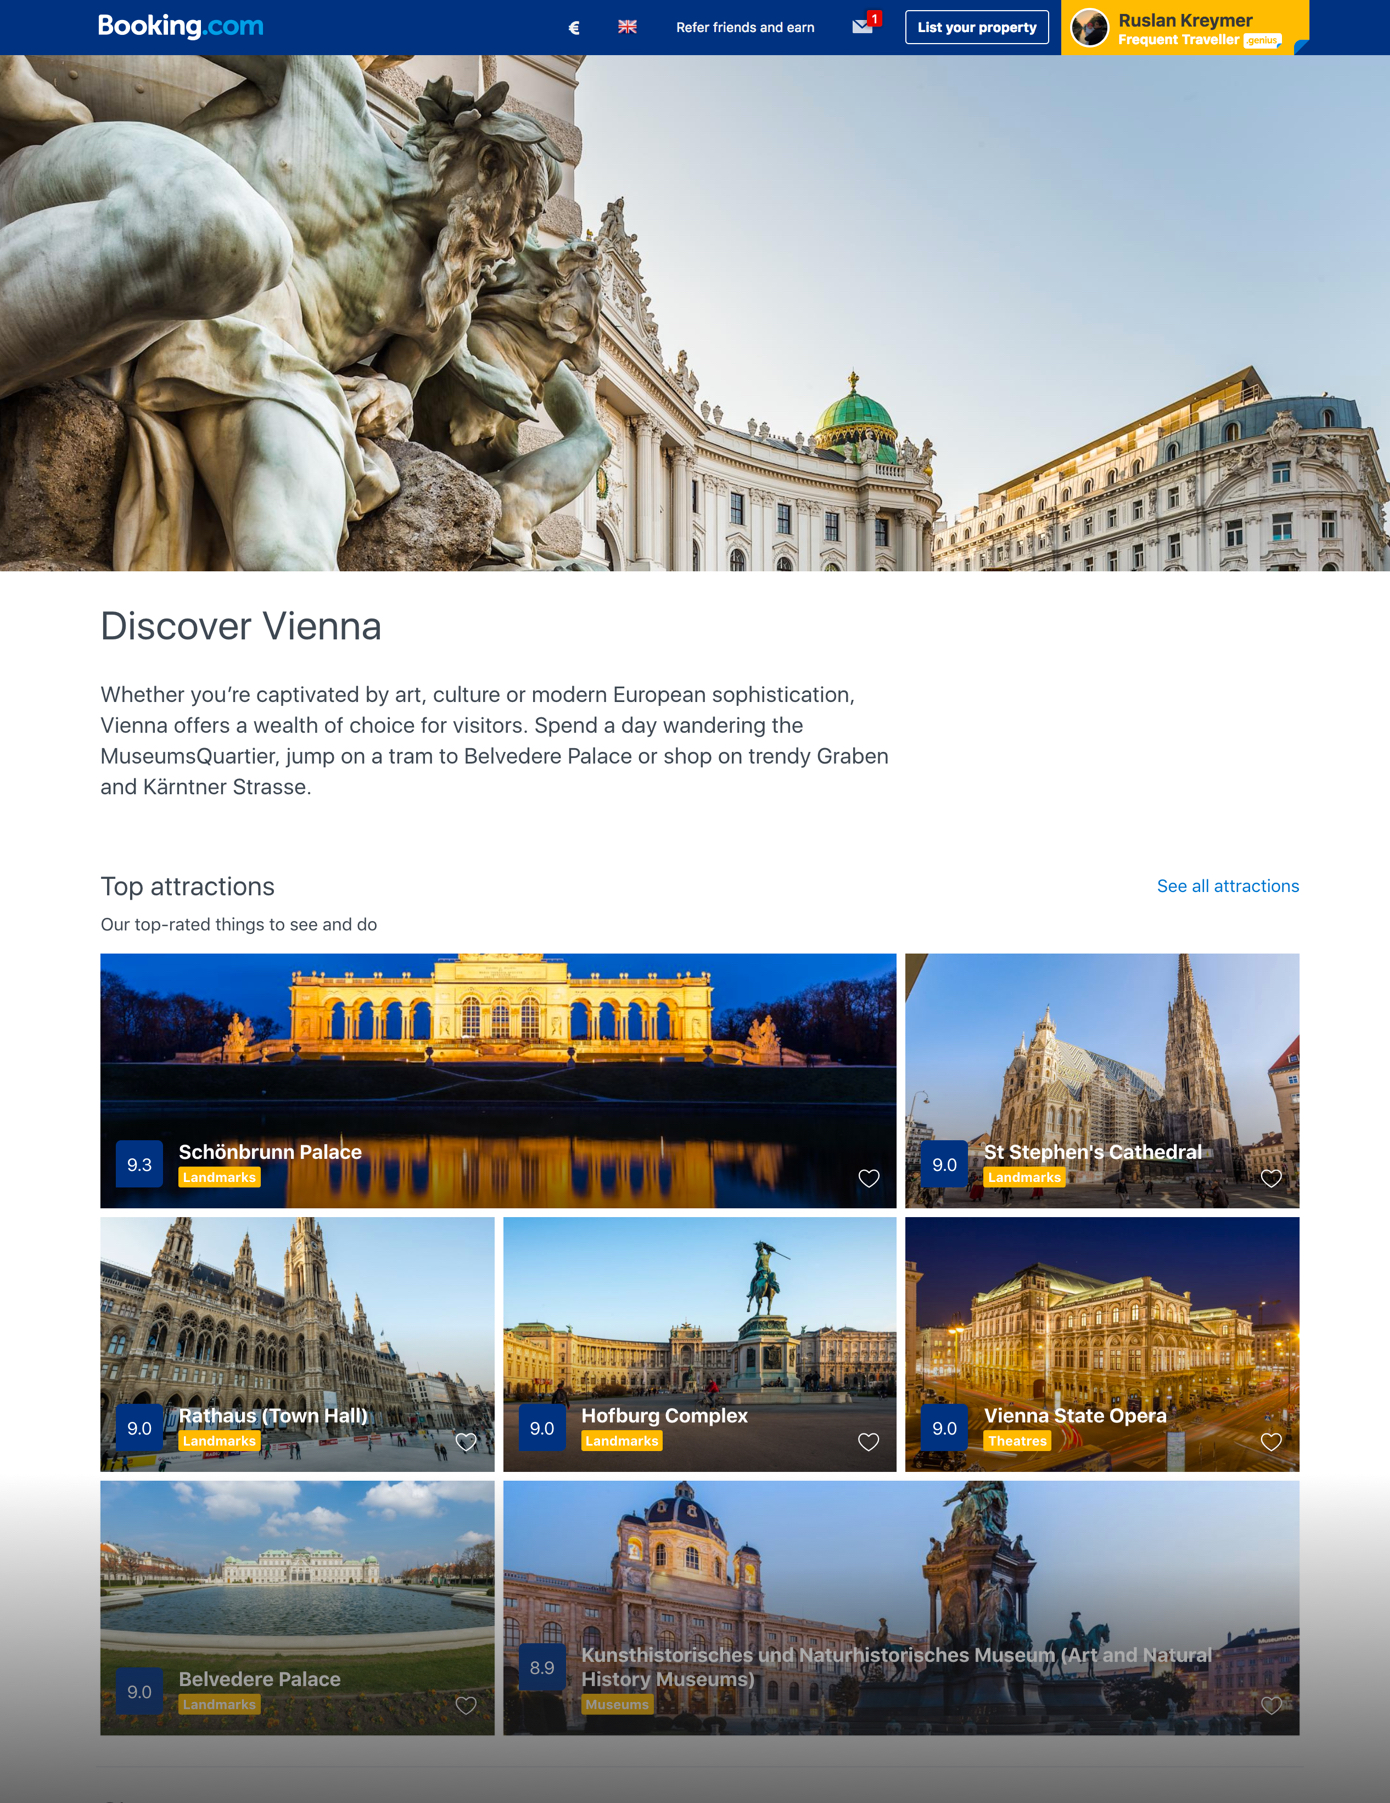 Booking.com
€
Refer friends and earn
1
List your property
Ruslan Kreymer
Frequent Traveller .genius
Discover Vienna
Whether you’re captivated by art, culture or modern European sophistication,
Vienna offers a wealth of choice for visitors. Spend a day wandering the
MuseumsQuartier, jump on a tram to Belvedere Palace or shop on trendy Graben
and Kärntner Strasse.
Top attractions
See all attractions
Our top-rated things to see and do
9.3
Schönbrunn Palace
Landmarks
9.0
St Stephen's Cathedral
Landmarks
9.0
Rathaus (Town Hall)
Landmarks
9.0
Hofburg Complex
Landmarks
9.0
Vienna State Opera
Theatres
9.0
Belvedere Palace
Landmarks
8.9
Kunsthistorisches und Naturhistorisches Museum (Art and Natural
History Museums)
Museums